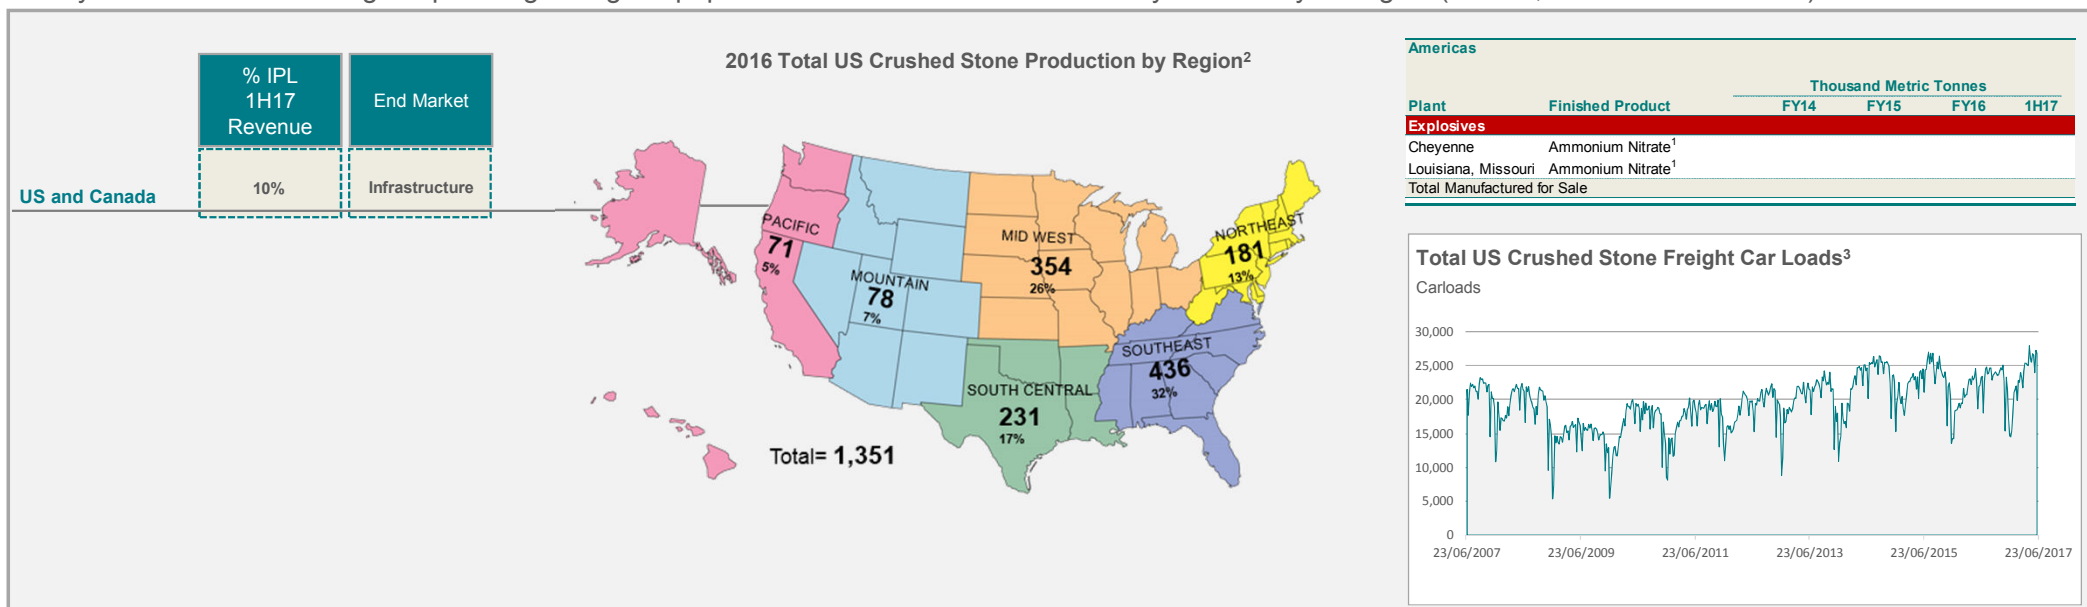 % IPL
1H17
Revenue
End Market
US and Canada
10%
Infrastructure
2016 Total US Crushed Stone Production by Region2
PACIFIC
71
5%
MOUNTAIN
78
7%
MID WEST
354
26%
NORTHEAST
181
13%
SOUTHEAST
436
32%
SOUTH CENTRAL
231
17%
Total= 1,351
Americas
Thousand Metric Tonnes
Plant Finished Product FY14 FY15 FY16 1H17
Explosives
Cheyenne Ammonium Nitrate1
Louisiana, Missouri Ammonium Nitrate1
Total Manufactured for Sale
Total US Crushed Stone Freight Car Loads3
Carloads
30,000
25,000
20,000
15,000
10,000
5,000
0
23/06/2007 23/06/2009 23/06/2011 23/06/2013 23/06/2015 23/06/2017